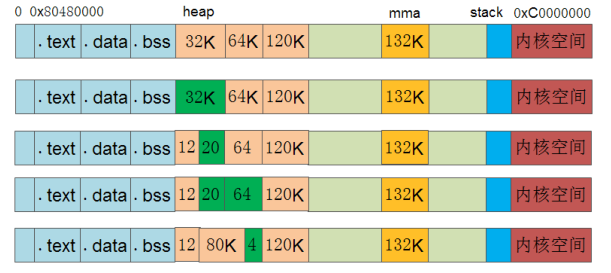 0 0x80480000 heap mma stack 0xC0000000
. text . data . bss 32K 64K 120K 132K 内核空间
. text . data . bss 32K 64K 120K 132K 内核空间
. text . data . bss 12 20 64 120K 132K 内核空间
. text . data . bss 12 20 64 120K 132K 内核空间
. text . data . bss 12 80K 4 120K 132K 内核空间